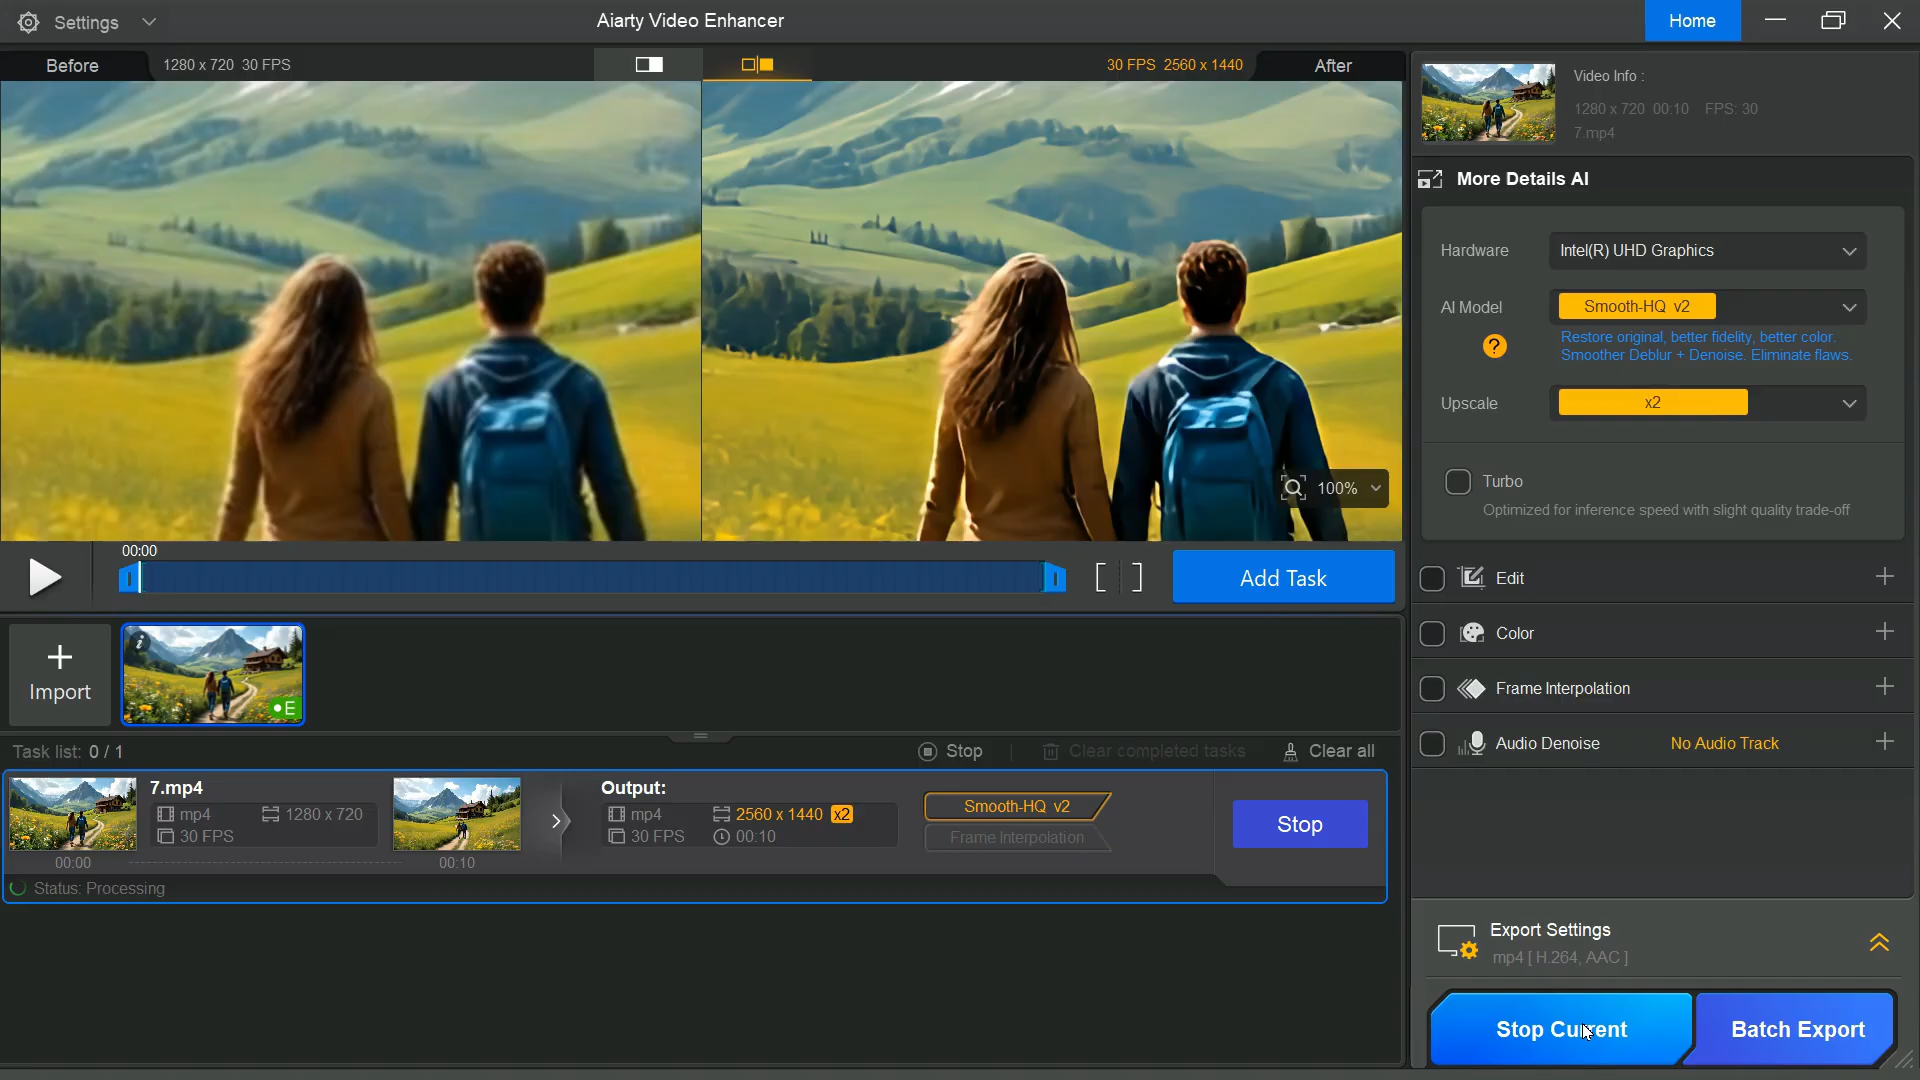 Settings
Aiarty Video Enhancer
Home
Before
1280 x 720 30 FPS
30 FPS 2560 x 1440
After
Video Info :
1280 x 720 00:10 FPS: 30
7.mp4
More Details AI
Hardware
Intel(R) UHD Graphics
AI Model
Smooth-HQ v2
?
Restore original, better fidelity, better color.
Smoother Deblur + Denoise. Eliminate flaws.
Upscale
x2
100%
Turbo
Optimized for inference speed with slight quality trade-off
00:00
Add Task
Edit
Color
Frame Interpolation
Audio Denoise
No Audio Track
Import
i
E
Task list: 0 / 1
Stop
Clear completed tasks
Clear all
7.mp4
mp4
1280 x 720
30 FPS
00:00
00:10
Output:
mp4
2560 x 1440 x2
30 FPS
00:10
Smooth-HQ v2
Frame Interpolation
Stop
Status: Processing
Export Settings
mp4 [ H.264, AAC ]
Stop Current
Batch Export